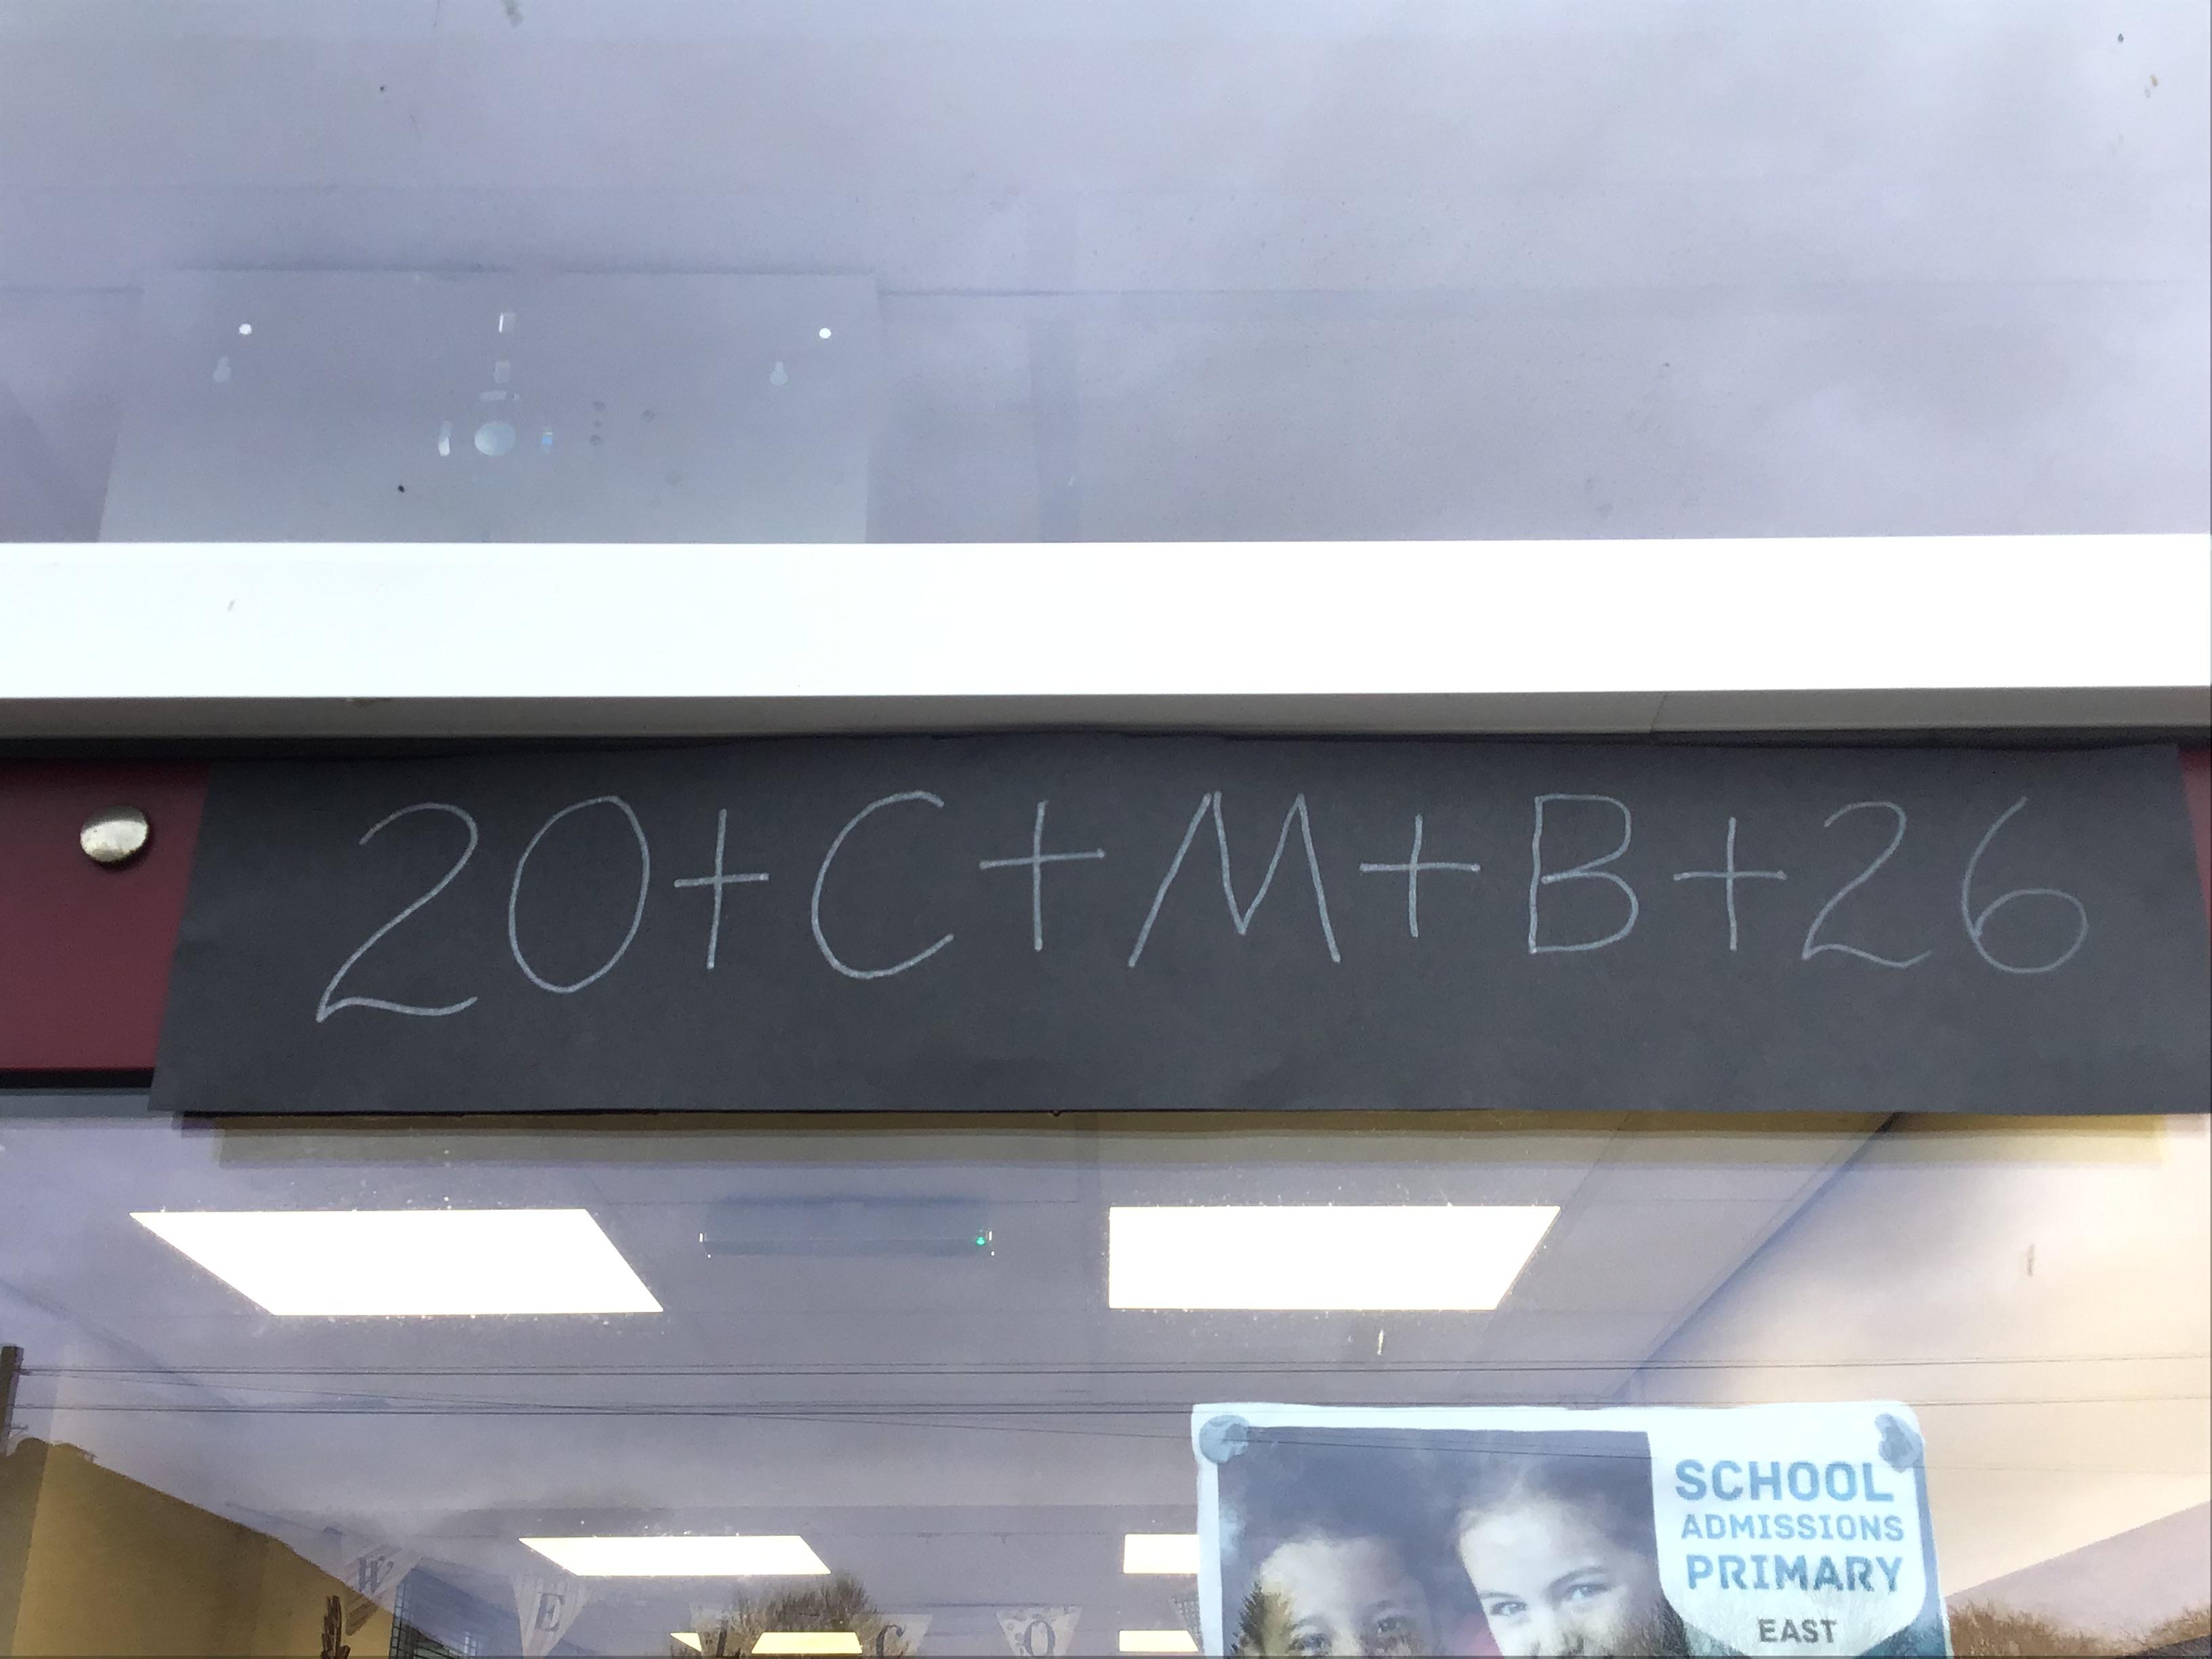 20+C+M+B+26
SCHOOL
ADMISSIONS
PRIMARY
EAST
W E L C O